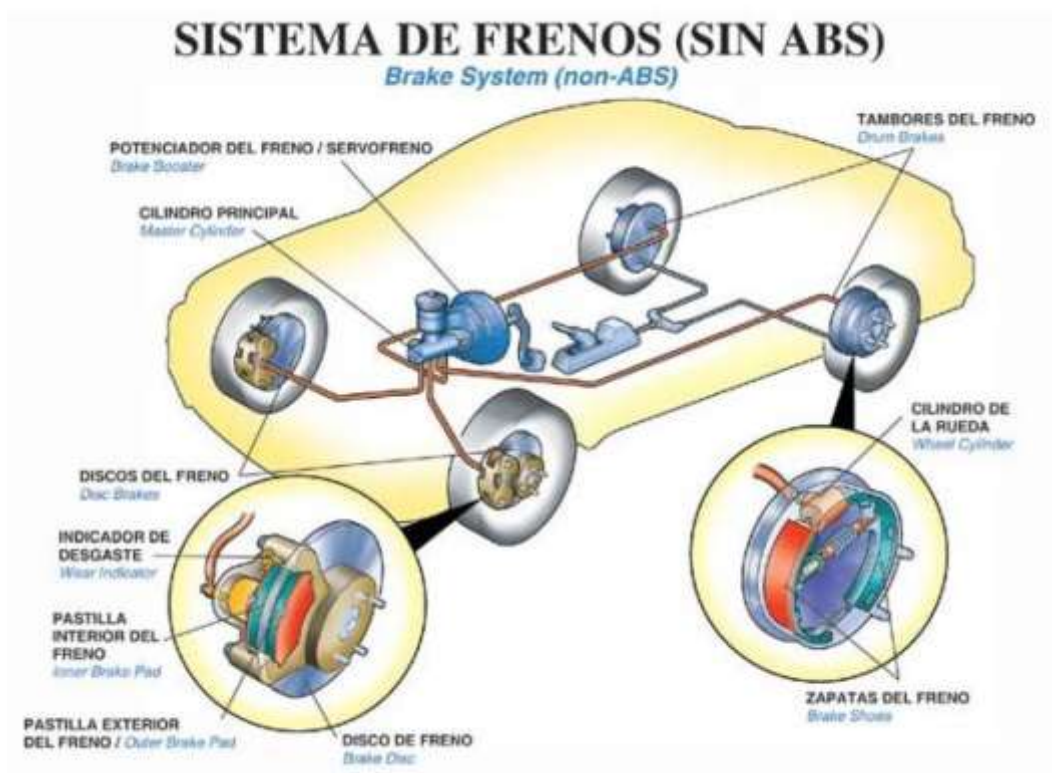 SISTEMA DE FRENOS (SIN ABS)
Brake System (non-ABS)
TAMBORES DEL FRENO
Drum Brakes
POTENCIADOR DEL FRENO / SERVOFRENO
Brake Booster
CILINDRO PRINCIPAL
Master Cylinder
CILINDRO DE
LA RUEDA
Wheel Cylinder
DISCOS DEL FRENO
Disc Brakes
INDICADOR DE
DESGASTE
Wear Indicator
PASTILLA
INTERIOR DEL
FRENO
Inner Brake Pad
PASTILLA EXTERIOR
DEL FRENO / Outer Brake Pad
DISCO DE FRENO
Brake Disc
ZAPATAS DEL FRENO
Brake Shoes